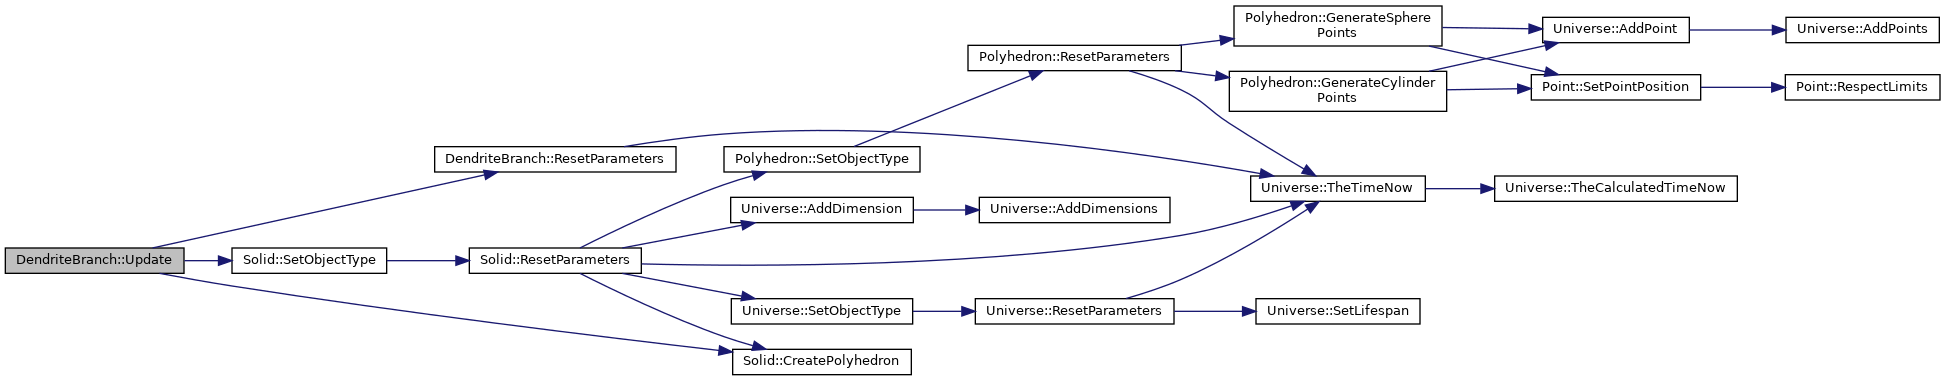 Polyhedron::GenerateSphere
Points
Universe::AddPoint
Universe::AddPoints
Polyhedron::ResetParameters
Polyhedron::GenerateCylinder
Points
Point::SetPointPosition
Point::RespectLimits
DendriteBranch::ResetParameters
Polyhedron::SetObjectType
Universe::TheTimeNow
Universe::TheCalculatedTimeNow
Universe::AddDimension
Universe::AddDimensions
DendriteBranch::Update
Solid::SetObjectType
Solid::ResetParameters
Universe::SetObjectType
Universe::ResetParameters
Universe::SetLifespan
Solid::CreatePolyhedron